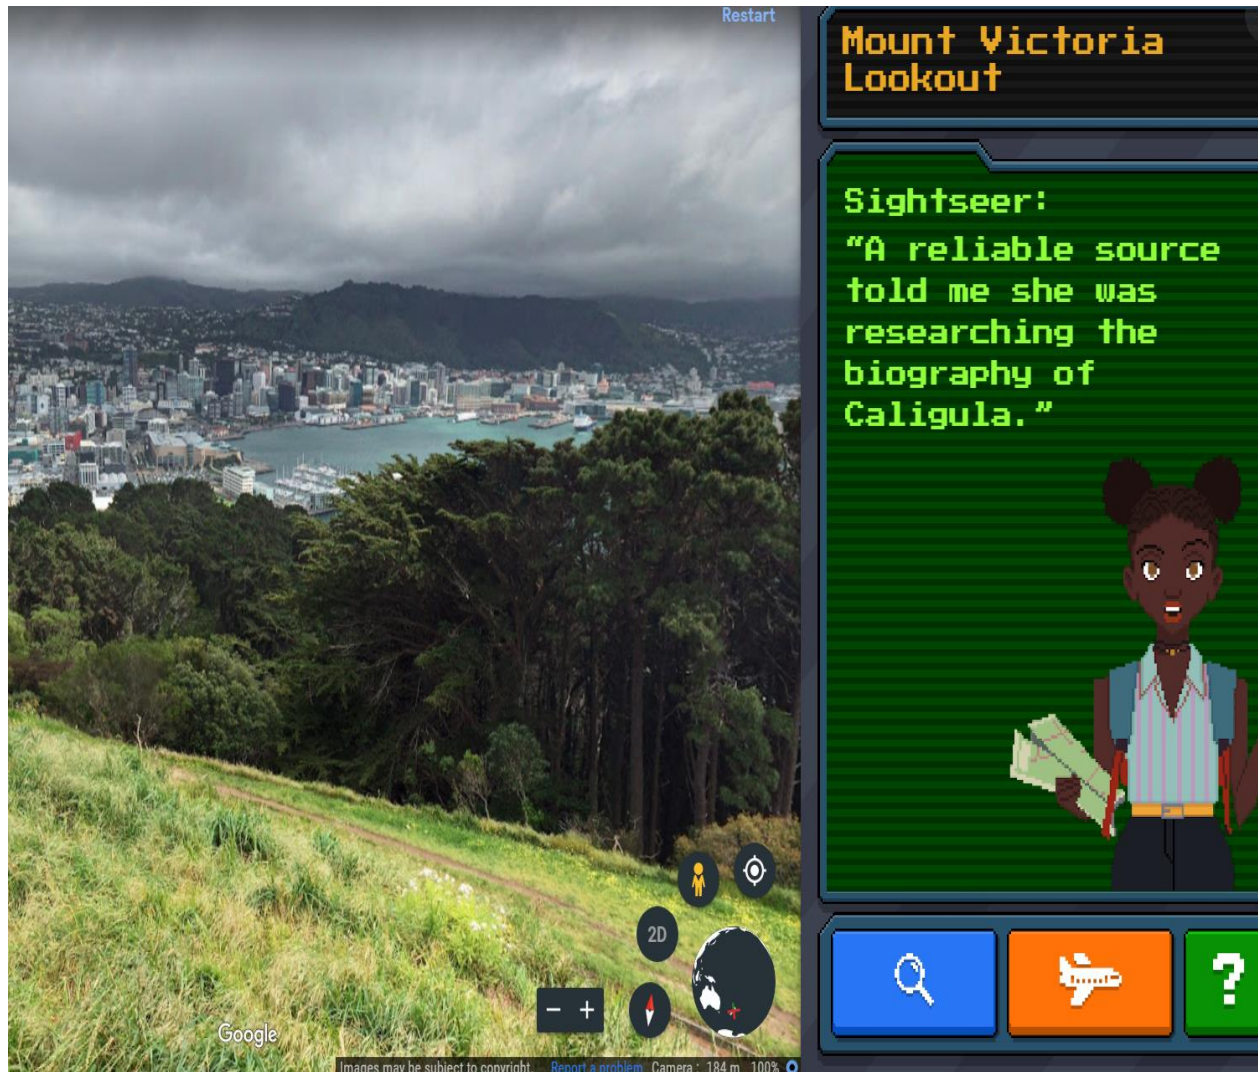 Restart
Mount Victoria
Lookout
Sightseer:
"A reliable source
told me she was
researching the
biography of
Caligula."
2D
− +
?
Google
Images may be subject to copyright. Report a problem Camera : 184 m 100%